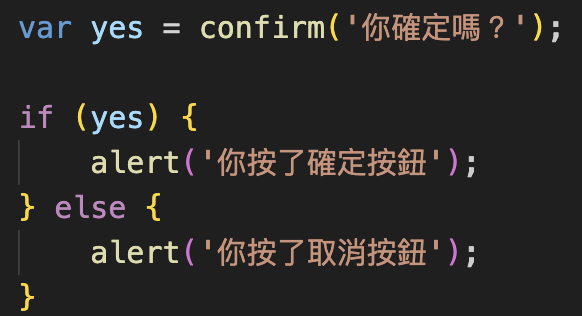 var yes = confirm('你確定嗎？');
if (yes) {
alert('你按了確定按鈕');
} else {
alert('你按了取消按鈕');
}